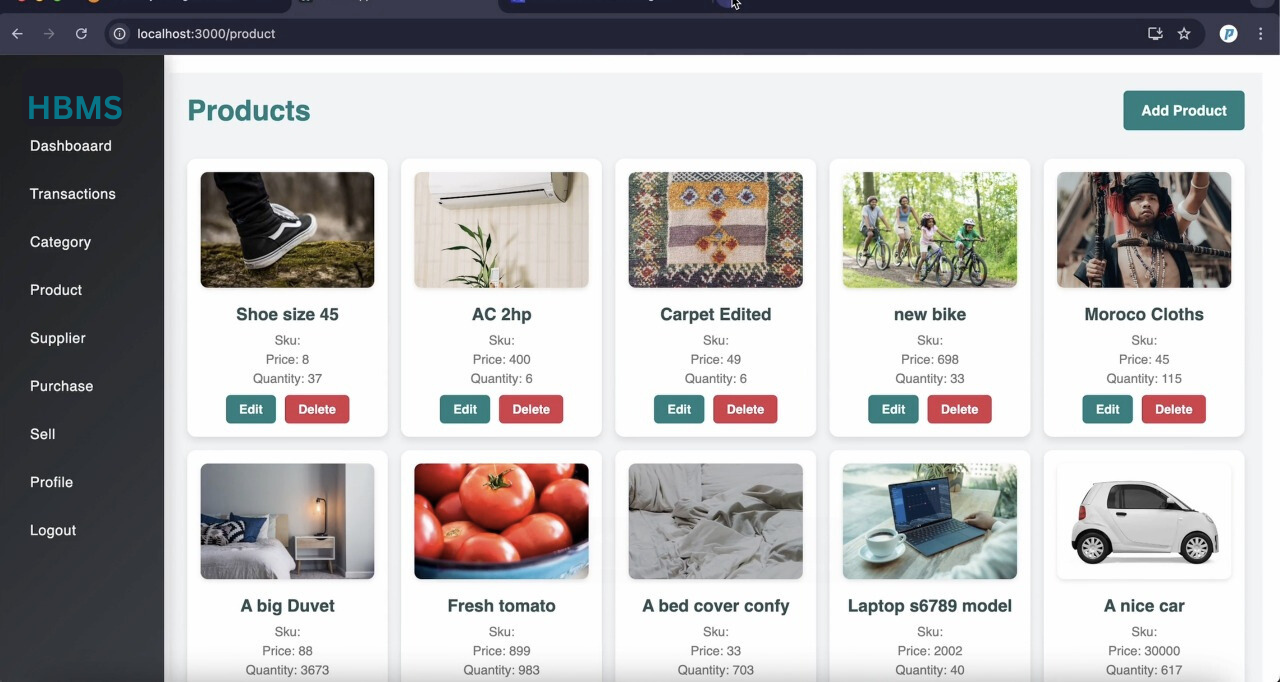 localhost:3000/product
HBMS
Dashboaard
Transactions
Category
Product
Supplier
Purchase
Sell
Profile
Logout
Products
Add Product
Shoe size 45
Sku:
Price: 8
Quantity: 37
Edit
Delete
AC 2hp
Sku:
Price: 400
Quantity: 6
Edit
Delete
Carpet Edited
Sku:
Price: 49
Quantity: 6
Edit
Delete
new bike
Sku:
Price: 698
Quantity: 33
Edit
Delete
Moroco Cloths
Sku:
Price: 45
Quantity: 115
Edit
Delete
A big Duvet
Sku:
Price: 88
Quantity: 3673
Fresh tomato
Sku:
Price: 899
Quantity: 983
A bed cover confy
Sku:
Price: 33
Quantity: 703
Laptop s6789 model
Sku:
Price: 2002
Quantity: 40
A nice car
Sku:
Price: 30000
Quantity: 617